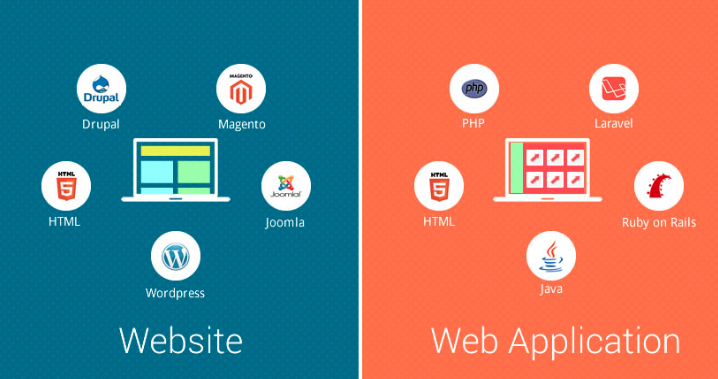 Drupal
Drupal
MAGENTO
Magento
HTML
5
HTML
Joomla!
Joomla
W
Wordpress
Website
php
PHP
Laravel
HTML
5
HTML
Ruby on Rails
Java
Java
Web Application